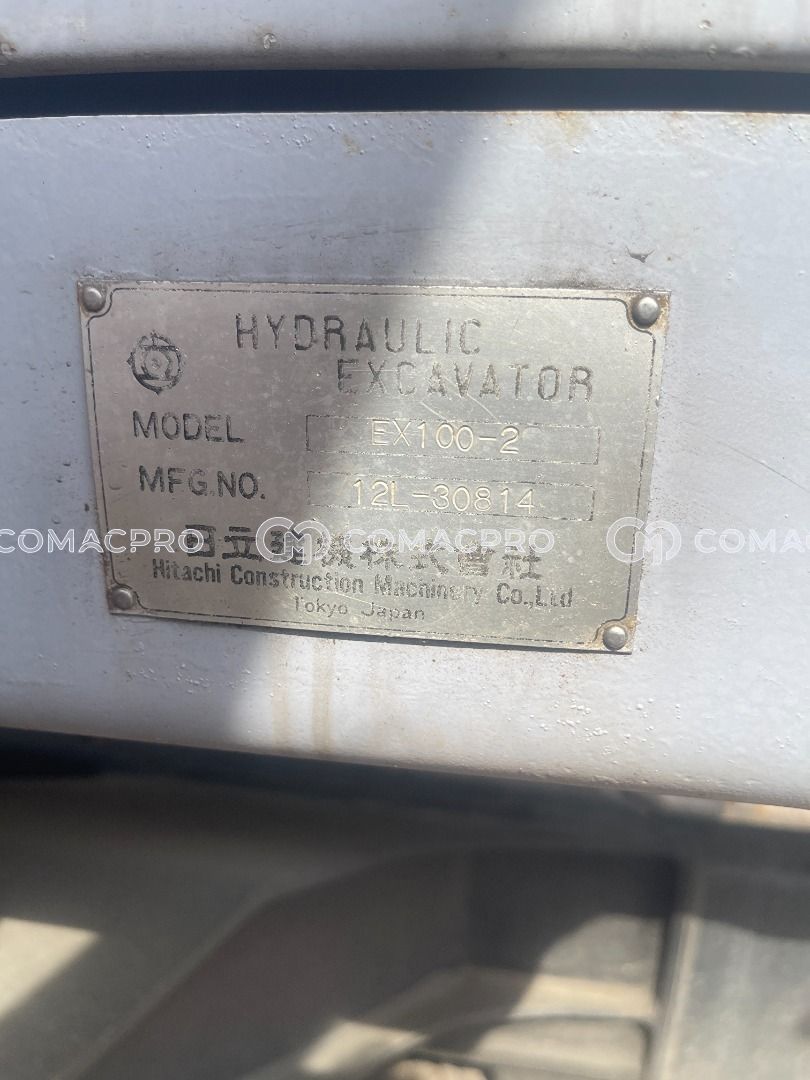 HYDRAULIC
EXCAVATOR
MODEL EX100-2
MFG.NO. 12L-30814
COMACPRO COMACPRO COMACPRO
日立建機株式會社
Hitachi Construction Machinery Co.,Ltd
Tokyo Japan